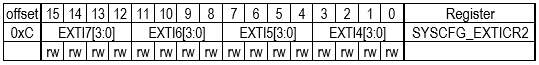 offset 15 14 13 12 11 10 9 8 7 6 5 4 3 2 1 0 Register
0xC EXTI7[3:0] EXTI6[3:0] EXTI5[3:0] EXTI4[3:0] SYSCFG_EXTICR2
rw rw rw rw rw rw rw rw rw rw rw rw rw rw rw rw